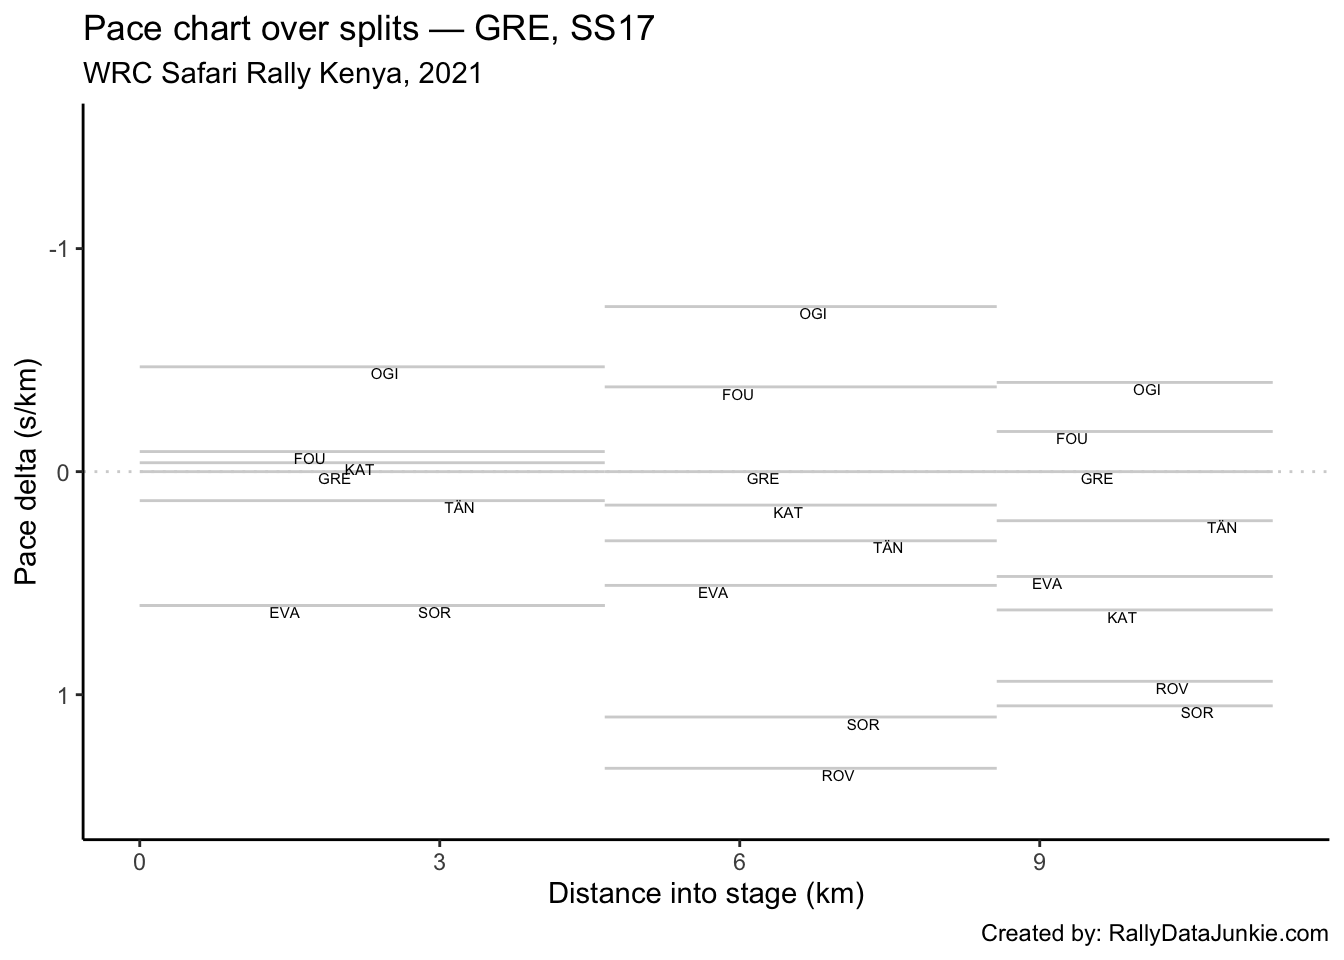 Pace chart over splits — GRE, SS17
WRC Safari Rally Kenya, 2021
Pace delta (s/km)
-1
0
1
OGI
FOU
KAT
GRE
TÄN
EVA SOR
OGI
FOU
GRE
KAT
TÄN
EVA
SOR
ROV
OGI
FOU
GRE
TÄN
EVA
KAT
ROV
SOR
0 3 6 9
Distance into stage (km)
Created by: RallyDataJunkie.com